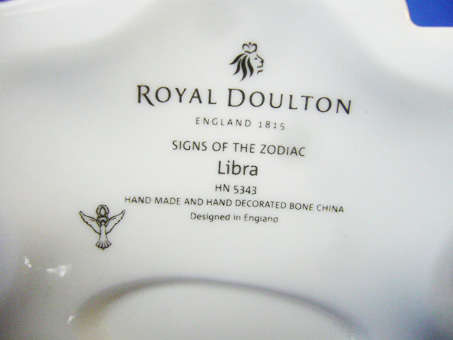 ROYAL DOULTON
ENGLAND 1815
SIGNS OF THE ZODIAC
Libra
HN 5343
HAND MADE AND HAND DECORATED BONE CHINA
Designed in England